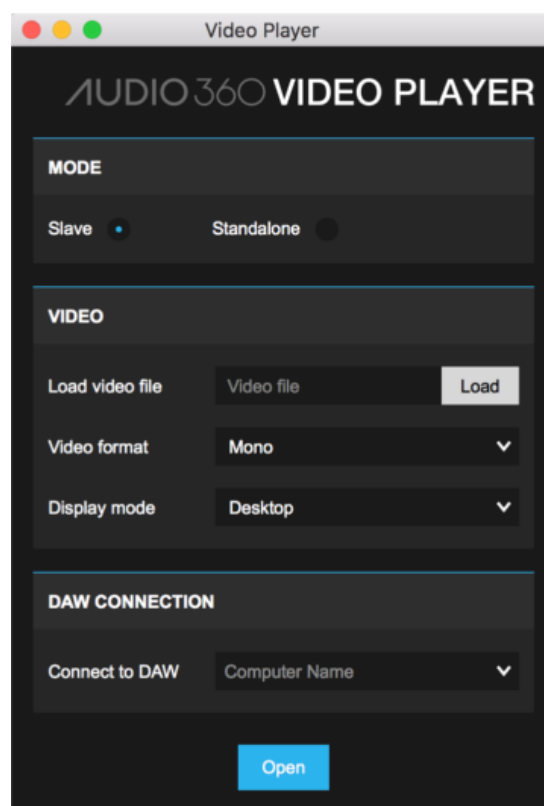 Video Player
AUDIO360 VIDEO PLAYER
MODE
Slave Standalone
VIDEO
Load video file Video file Load
Video format Mono
Display mode Desktop
DAW CONNECTION
Connect to DAW Computer Name
Open